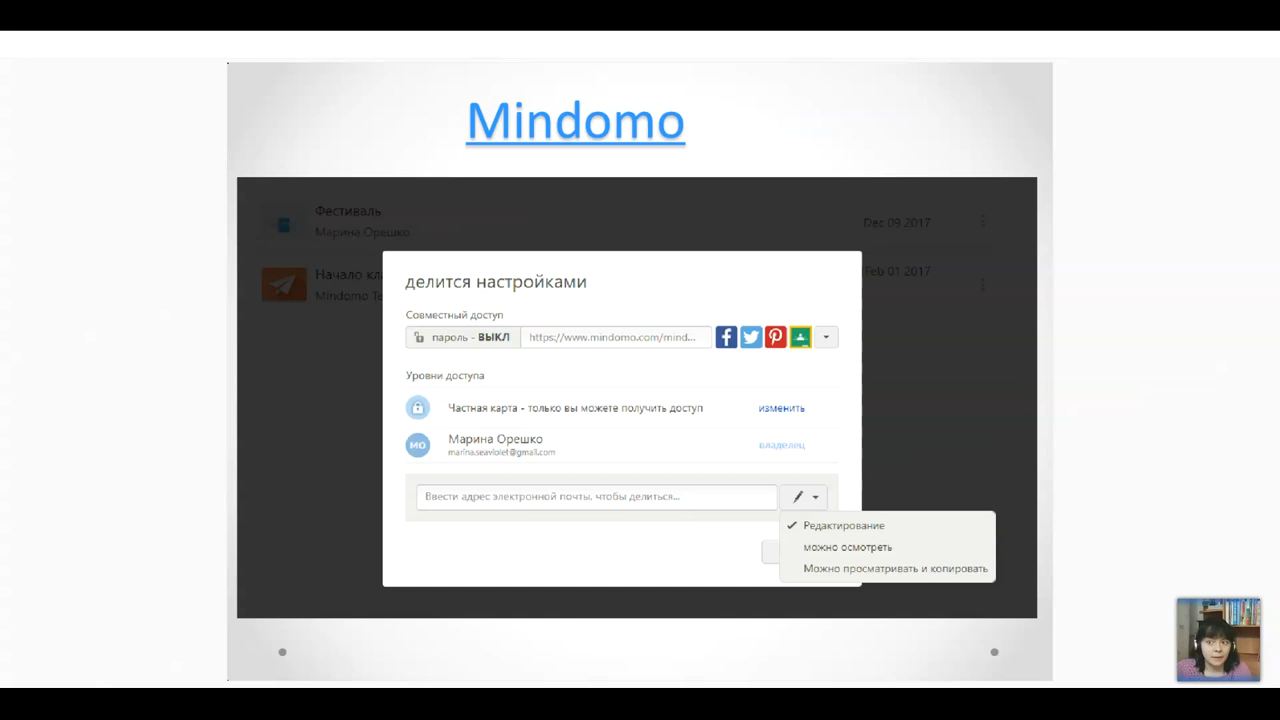 Mindomo
Фестиваль
Марина Орешко
Dec 09 2017
Начало кл
Mindomo Te
Feb 01 2017
делится настройками
Совместный доступ
пароль - ВЫКЛ
https://www.mindomo.com/mind...
Уровни доступа
Частная карта - только вы можете получить доступ
изменить
МО
Марина Орешко
владелец
marina.seaviolet@gmail.com
Ввести адрес электронной почты, чтобы делиться...
Редактирование
можно осмотреть
Можно просматривать и копировать